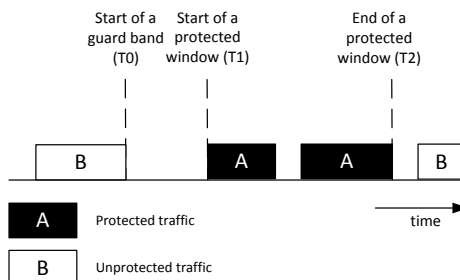 Start of a
guard band
(T0)
Start of a
protected
window (T1)
End of a
protected
window (T2)
B
A
A
B
A
Protected traffic
time
B
Unprotected traffic